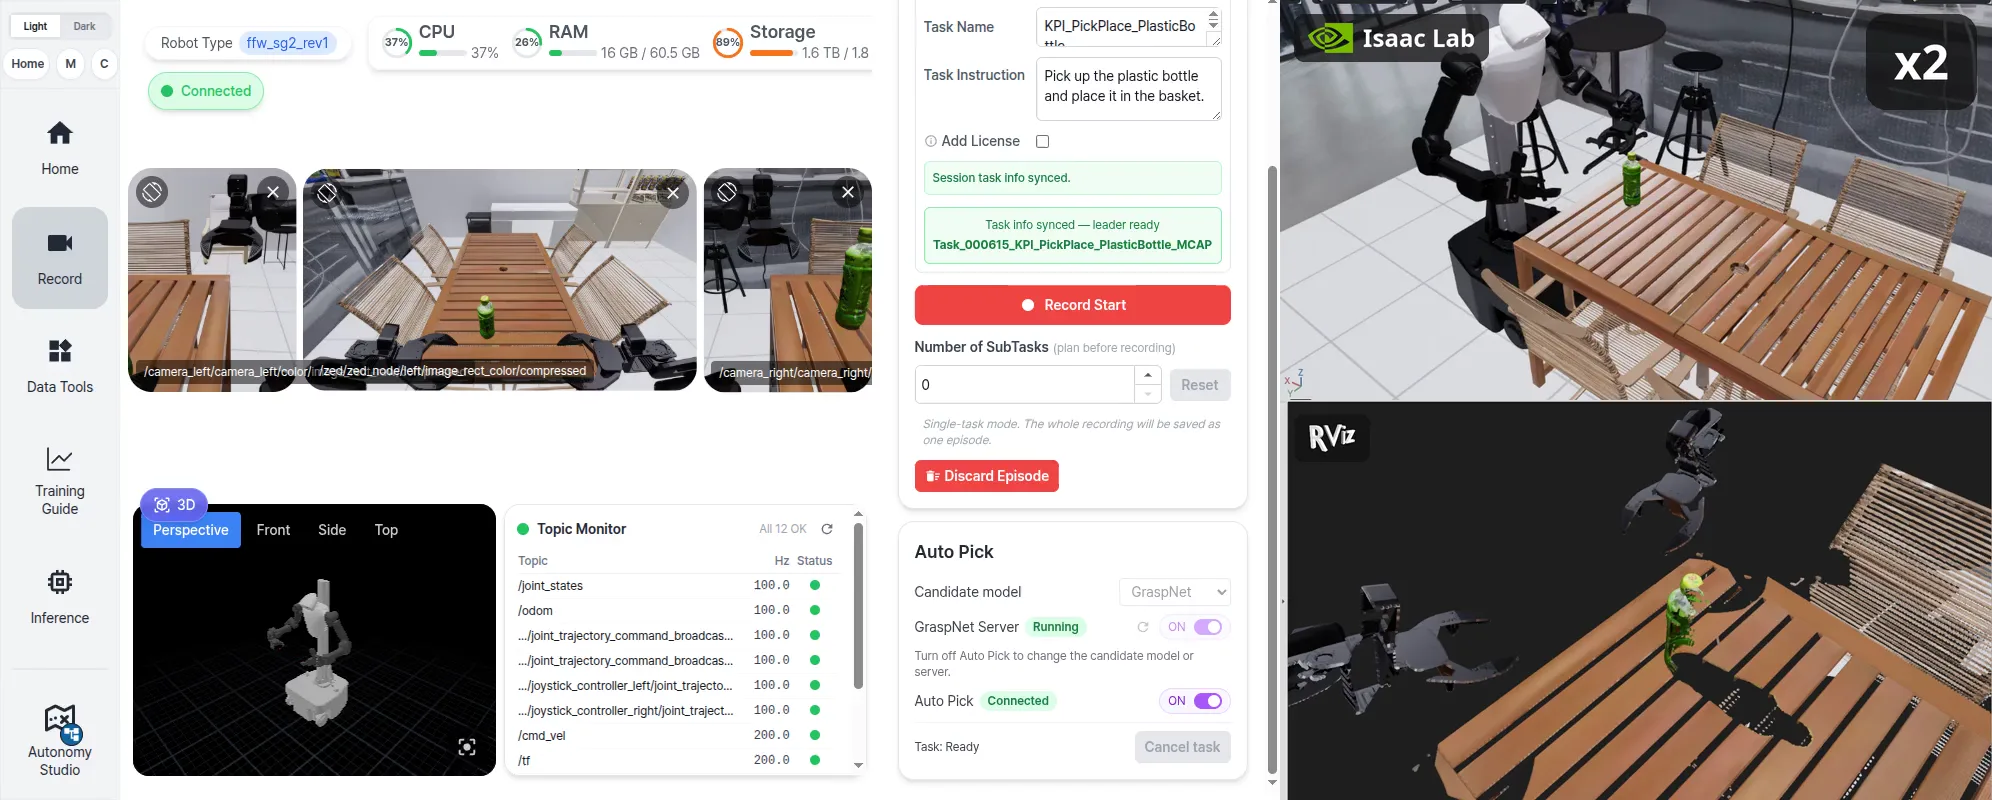 Light
Dark
Home
M
C
Home
Record
Data Tools
Training
Guide
Inference
Autonomy
Studio
Robot Type
ffw_sg2_rev1
37%
CPU
37%
26%
RAM
16 GB / 60.5 GB
89%
Storage
1.6 TB / 1.8
Connected
/camera_left/camera_left/color/
/zed/zed_node/left/image_rect_color/compressed
/camera_right/camera_right/
3D
Perspective
Front
Side
Top
Topic Monitor
All 12 OK
Topic
Hz
Status
/joint_states
100.0
/odom
100.0
.../joint_trajectory_command_broadcas...
100.0
.../joint_trajectory_command_broadcas...
100.0
.../joystick_controller_left/joint_trajecto...
100.0
.../joystick_controller_right/joint_traject...
100.0
/cmd_vel
200.0
/tf
200.0
Task Name
KPI_PickPlace_PlasticBo
ttle
Task Instruction
Pick up the plastic bottle
and place it in the basket.
Add License
Session task info synced.
Task info synced — leader ready
Task_000615_KPI_PickPlace_PlasticBottle_MCAP
Record Start
Number of SubTasks (plan before recording)
0
Reset
Single-task mode. The whole recording will be saved as
one episode.
Discard Episode
Auto Pick
Candidate model
GraspNet
GraspNet Server
Running
ON
Turn off Auto Pick to change the candidate model or
server.
Auto Pick
Connected
ON
Task: Ready
Cancel task
Isaac Lab
x2
Z
X
Y
RViz